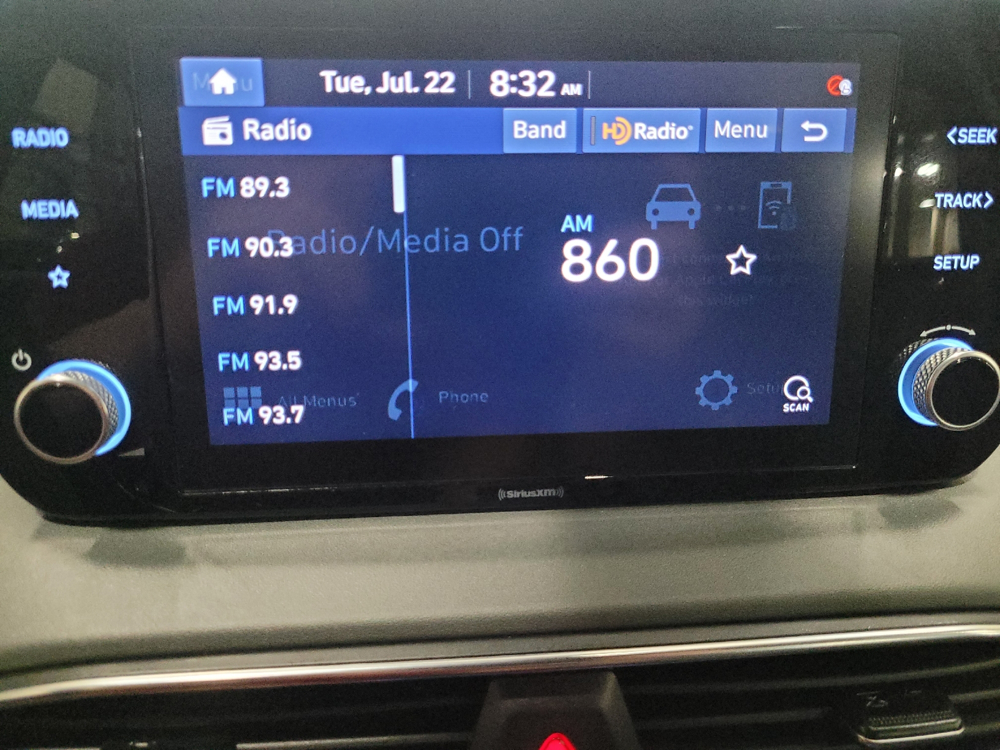 Menu
Tue, Jul. 22
8:32 AM
RADIO
Radio
Band
HD Radio
Menu
<SEEK
MEDIA
FM 89.3
FM 90.3
Radio/Media Off
FM 91.9
FM 93.5
All Menus
Phone
FM 93.7
AM
860
Setup
SCAN
TRACK>
SETUP
((SiriusXM))